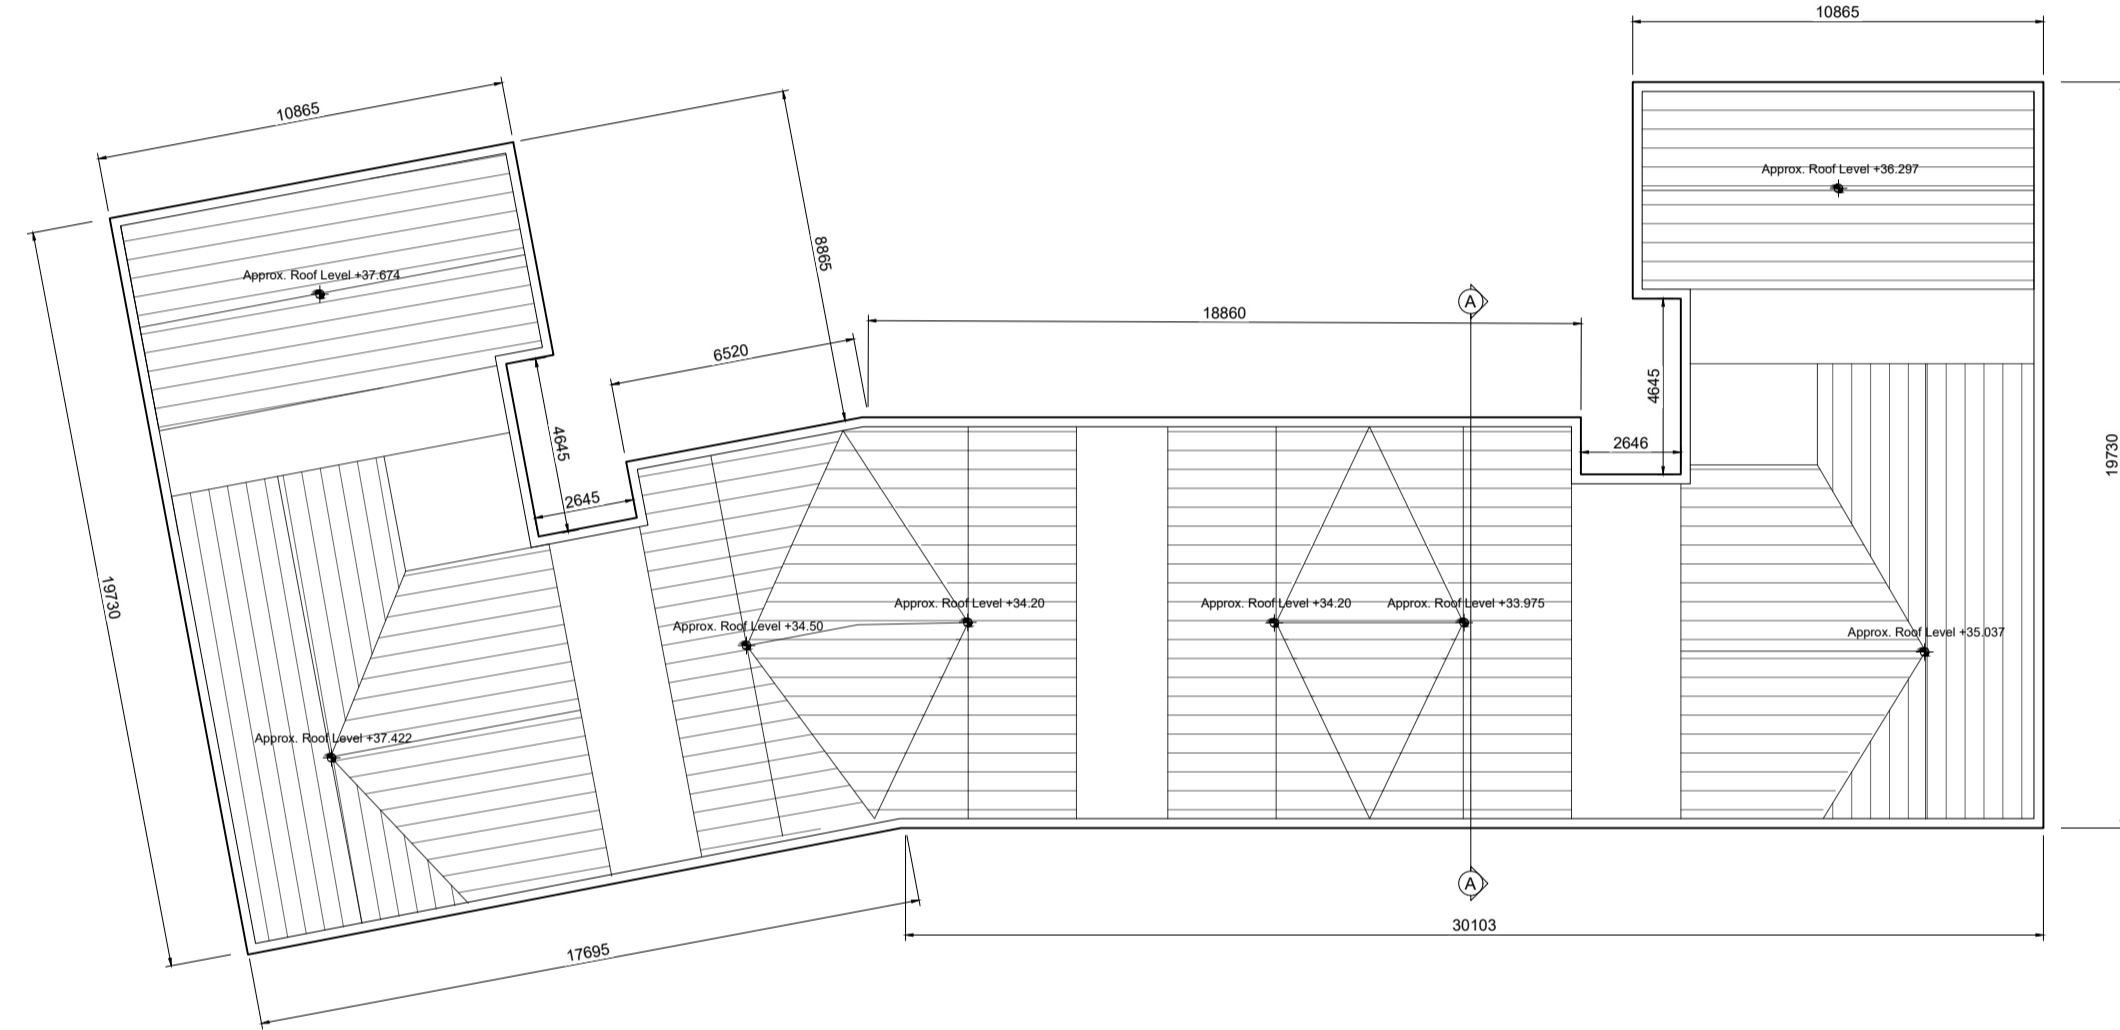 10865
10865
Approx. Roof Level +36.297
8865
Approx. Roof Level +37.674
A
18860
6520
4645
4645
2646
19730
2645
19730
Approx. Roof Level +34.20
Approx. Roof Level +34.20
Approx. Roof Level +33.975
Approx. Roof Level +34.50
Approx. Roof Level +35.037
Approx. Roof Level +37.422
A
30103
17695